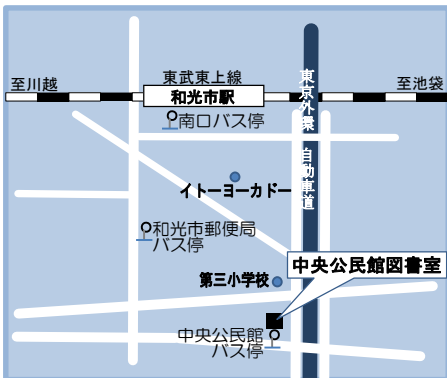 東武東上線
至川越
至池袋
和光市駅
東京外環 自動車道
南口バス停
イトーヨーカドー
和光市郵便局
バス停
中央公民館図書室
第三小学校
中央公民館
バス停